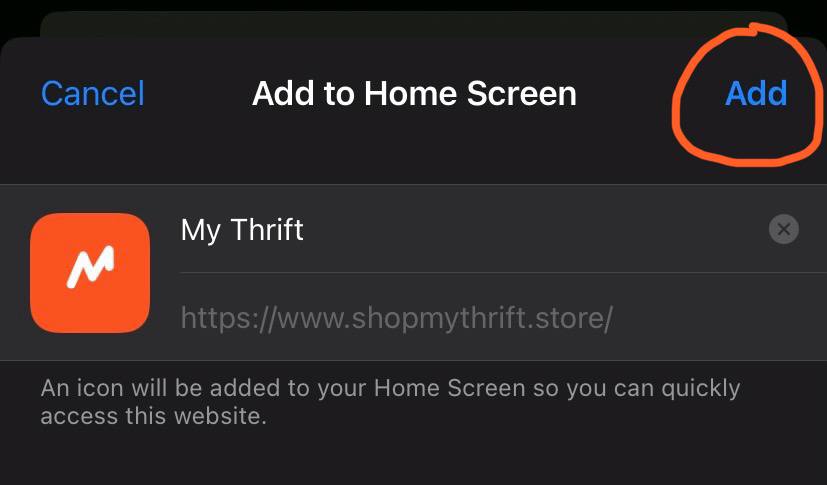 Cancel Add to Home Screen Add
My Thrift
https://www.shopmythrift.store/
An icon will be added to your Home Screen so you can quickly
access this website.